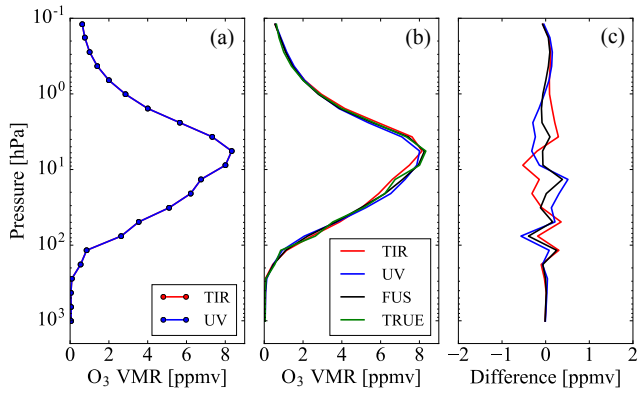 10⁻¹
10⁰
10¹
10²
10³
Pressure [hPa]
(a)
TIR
UV
0 2 4 6 8
O₃ VMR [ppmv]
(b)
TIR
UV
FUS
TRUE
0 2 4 6 8
O₃ VMR [ppmv]
(c)
−2 −1 0 1 2
Difference [ppmv]